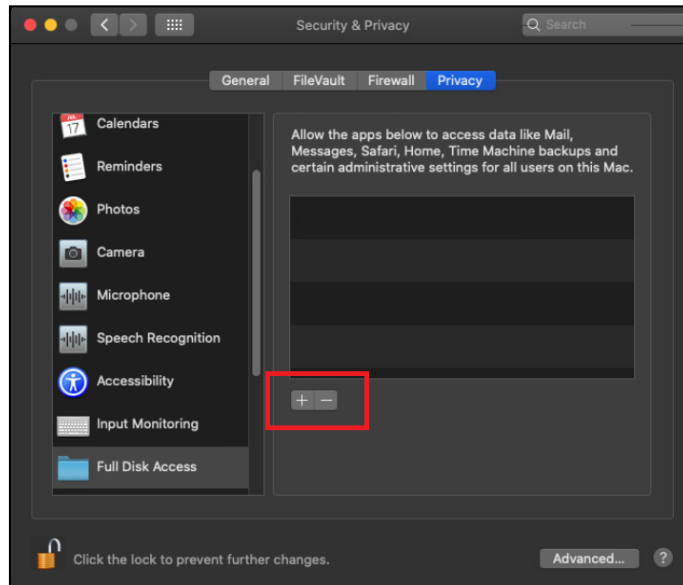 Security & Privacy
Search
General FileVault Firewall Privacy
JUL
17
Calendars
Reminders
Photos
Camera
Microphone
Speech Recognition
Accessibility
Input Monitoring
Full Disk Access
Allow the apps below to access data like Mail,
Messages, Safari, Home, Time Machine backups and
certain administrative settings for all users on this Mac.
+ −
Click the lock to prevent further changes.
Advanced... ?